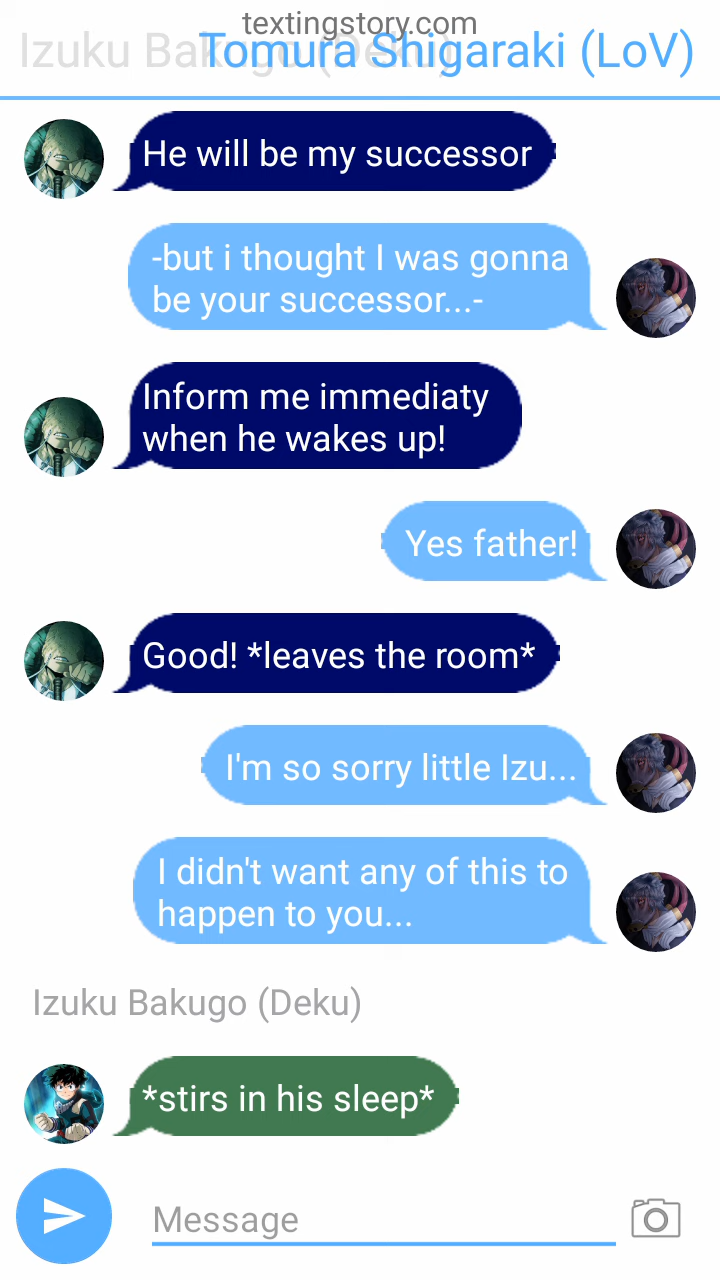 textingstory.com
Izuku Bakugo (Deku)
Tomura Shigaraki (LoV)
He will be my successor
-but i thought I was gonna
be your successor...-
Inform me immediaty
when he wakes up!
Yes father!
Good! *leaves the room*
I'm so sorry little Izu...
I didn't want any of this to
happen to you...
Izuku Bakugo (Deku)
*stirs in his sleep*
Message